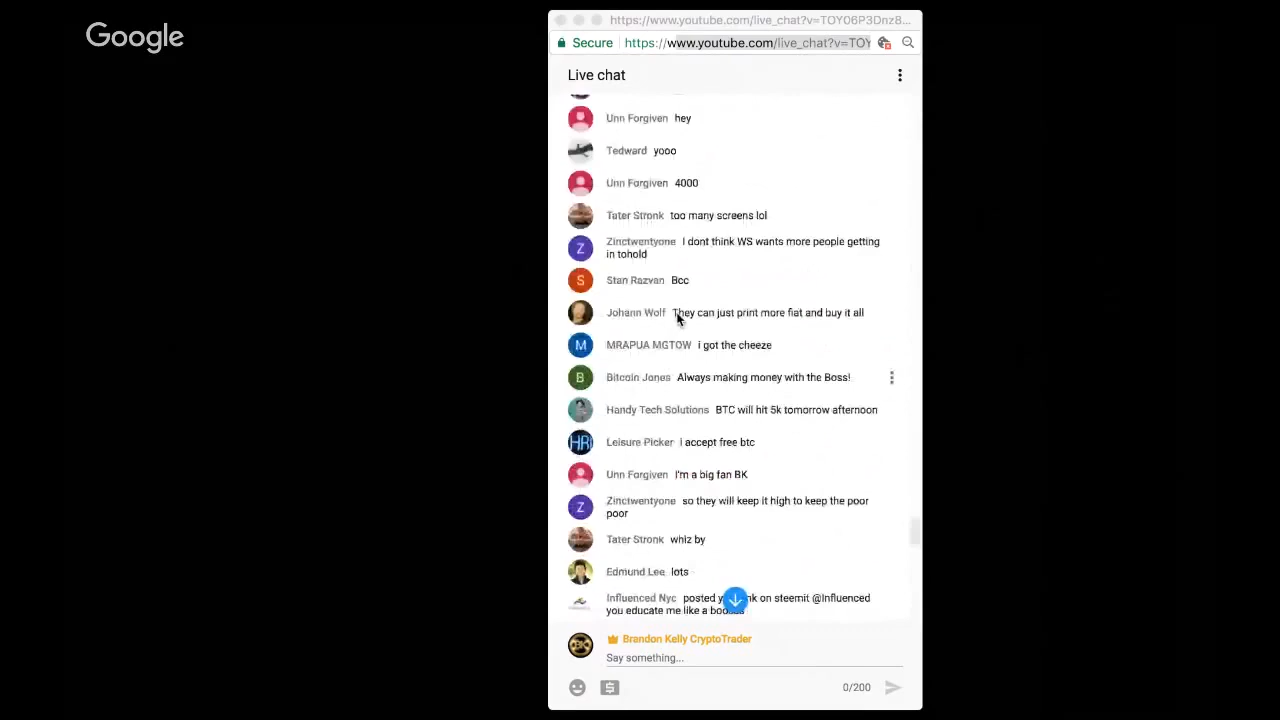 Google
https://www.youtube.com/live_chat?v=TOY06P3Dnz8...
Secure https://www.youtube.com/live_chat?v=TOY
Live chat
Unn Forgiven hey
Tedward yooo
Unn Forgiven 4000
Tater Stronk too many screens lol
Zinctwentyone I dont think WS wants more people getting
in tohold
Stan Razvan Bcc
Johann Wolf They can just print more fiat and buy it all
MRAPUA MGTOW i got the cheeze
Bitcoin Jones Always making money with the Boss!
Handy Tech Solutions BTC will hit 5k tomorrow afternoon
HR
Leisure Picker i accept free btc
Unn Forgiven I'm a big fan BK
Zinctwentyone so they will keep it high to keep the poor
poor
Tater Stronk whiz by
Edmund Lee lots
Influenced Nyc posted on steemit @Influenced
you educate me like a
Brandon Kelly CryptoTrader
Say something...
0/200